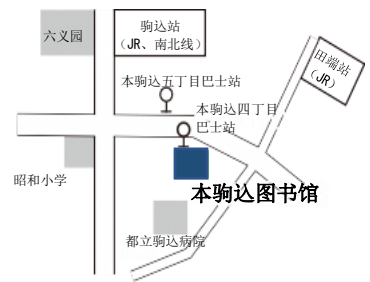 六义园
驹込站
（JR、南北线）
田端站
（JR）
本驹込五丁目巴士站
本驹込四丁目
巴士站
昭和小学
本驹込图书馆
都立驹込病院